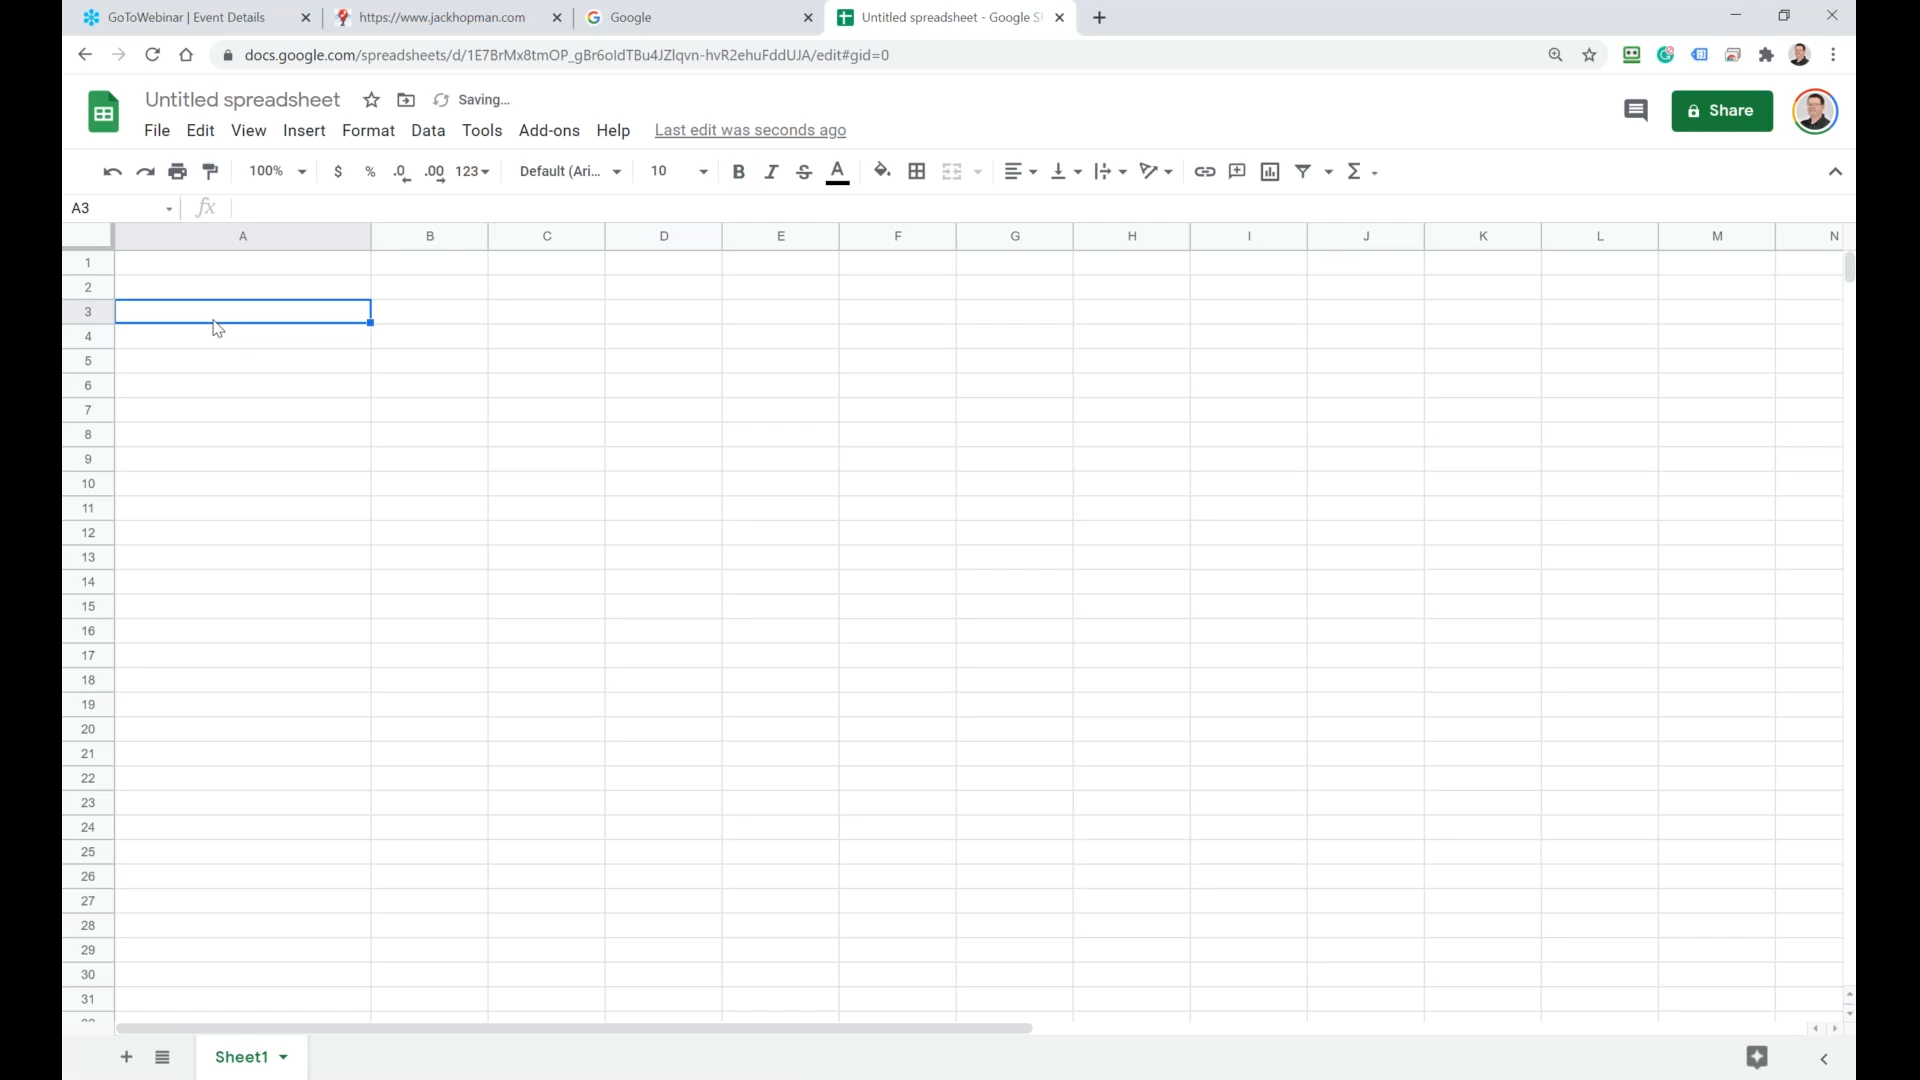 GoToWebinar | Event Details
https://www.jackhopman.com
Google
Untitled spreadsheet - Google Sh
docs.google.com/spreadsheets/d/1E7BrMx8tmOP_gBr6oIdTBu4JZlqvn-hvR2ehuFddUJA/edit#gid=0
Untitled spreadsheet
Saving...
Share
File Edit View Insert Format Data Tools Add-ons Help Last edit was seconds ago
100% $ % .0 .00 123 Default (Ari... 10 B I S A Σ
A3 fx
A B C D E F G H I J K L M N
1
2
3
4
5
6
7
8
9
10
11
12
13
14
15
16
17
18
19
20
21
22
23
24
25
26
27
28
29
30
31
Sheet1